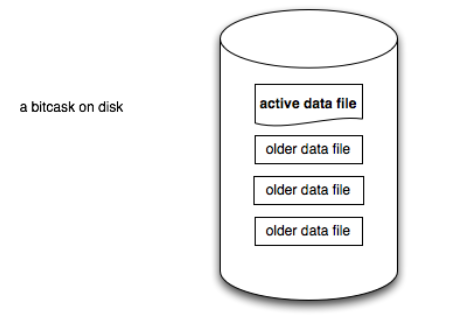 a bitcask on disk
active data file
older data file
older data file
older data file